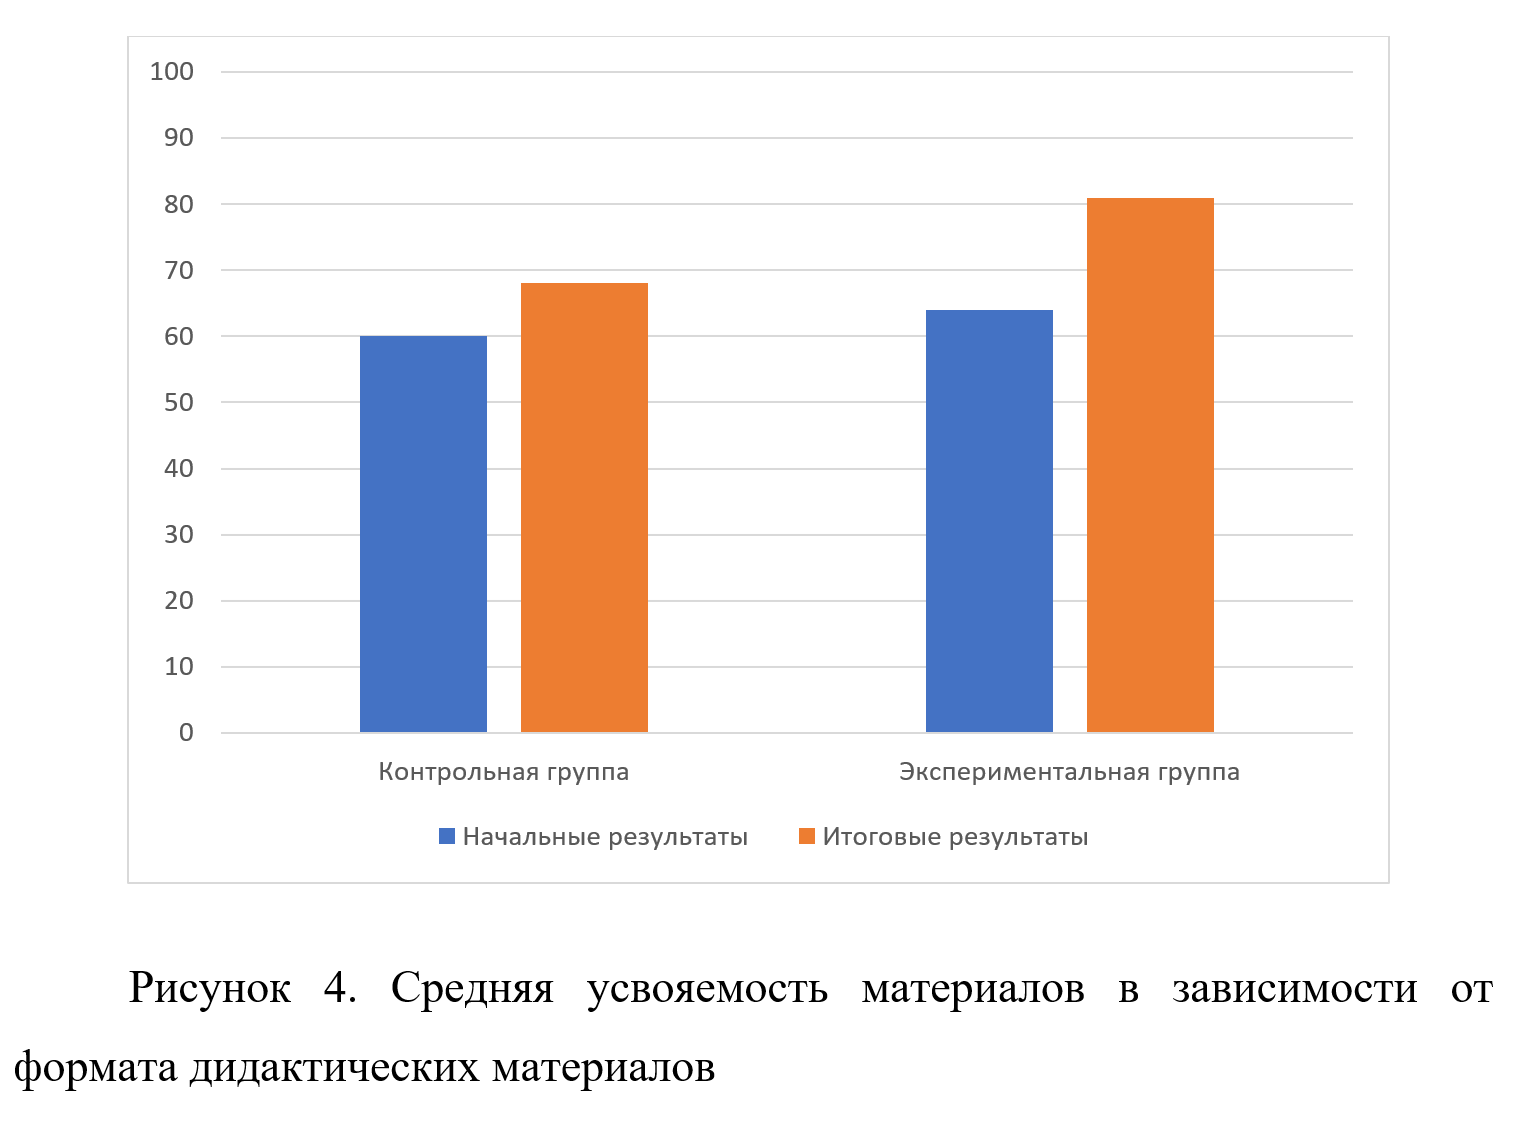 100
90
80
70
60
50
40
30
20
10
0
Контрольная группа
Экспериментальная группа
Начальные результаты
Итоговые результаты
Рисунок 4. Средняя усвояемость материалов в зависимости от
формата дидактических материалов